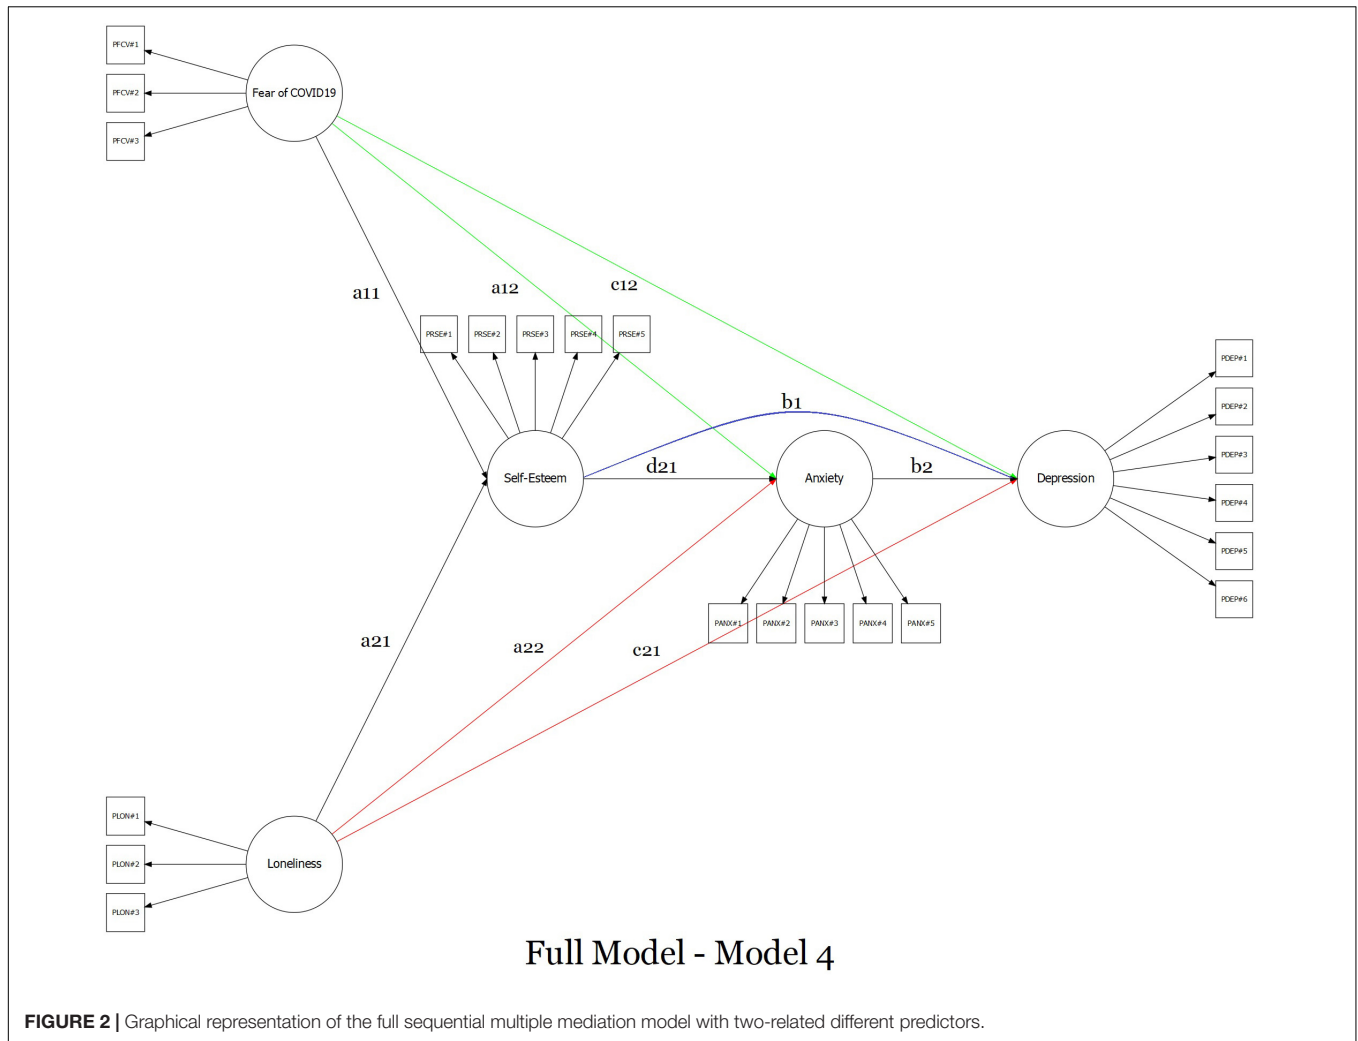 PFCV#1
PFCV#2
PFCV#3
Fear of COVID19
a11
a12
c12
PRSE#1
PRSE#2
PRSE#3
PRSE#4
PRSE#5
PDEP#1
PDEP#2
PDEP#3
PDEP#4
PDEP#5
PDEP#6
b1
Self-Esteem
d21
Anxiety
b2
Depression
PANX#1
PANX#2
PANX#3
PANX#4
PANX#5
a21
a22
c21
PLON#1
PLON#2
PLON#3
Loneliness
Full Model - Model 4
FIGURE 2 | Graphical representation of the full sequential multiple mediation model with two-related different predictors.